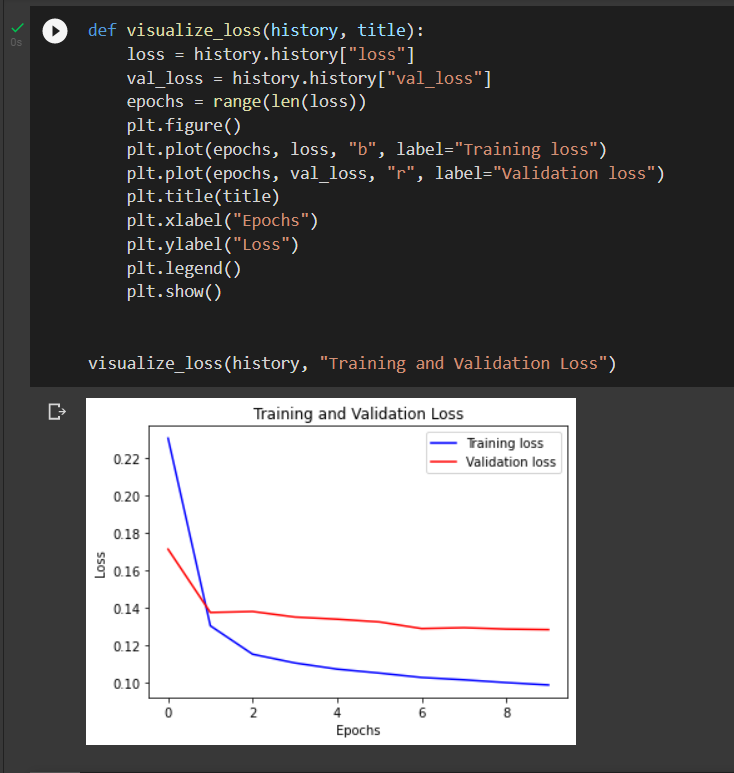 0s
def visualize_loss(history, title):
    loss = history.history["loss"]
    val_loss = history.history["val_loss"]
    epochs = range(len(loss))
    plt.figure()
    plt.plot(epochs, loss, "b", label="Training loss")
    plt.plot(epochs, val_loss, "r", label="Validation loss")
    plt.title(title)
    plt.xlabel("Epochs")
    plt.ylabel("Loss")
    plt.legend()
    plt.show()
visualize_loss(history, "Training and Validation Loss")
Training and Validation Loss
Training loss
Validation loss
Loss
0.22
0.20
0.18
0.16
0.14
0.12
0.10
0 2 4 6 8
Epochs